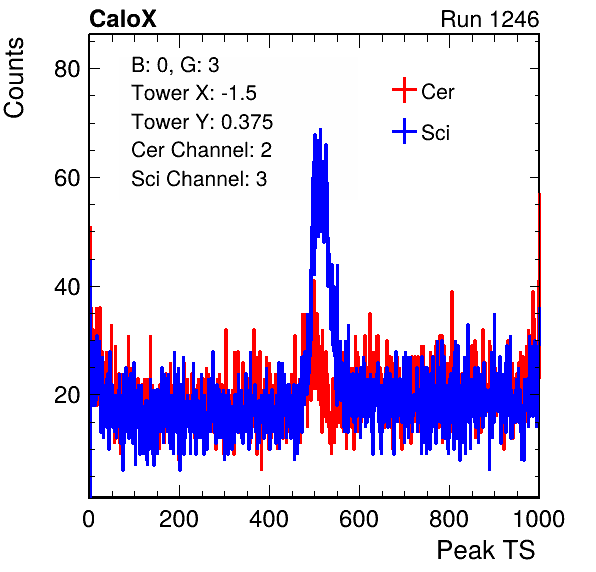 CaloX Run 1246
Counts
B: 0, G: 3
Tower X: -1.5
Tower Y: 0.375
Cer Channel: 2
Sci Channel: 3
Cer
Sci
80
60
40
20
0 200 400 600 800 1000
Peak TS